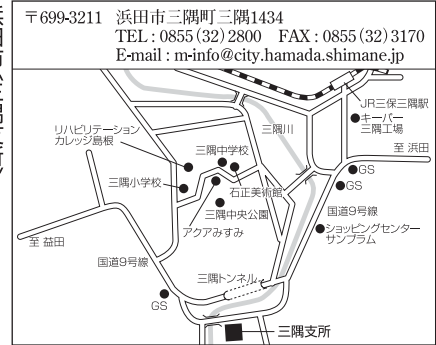 〒699-3211 浜田市三隅町三隅1434
TEL : 0855(32)2800 FAX : 0855(32)3170
E-mail : m-info@city.hamada.shimane.jp
JR三保三隅駅
キーパー
三隅工場
三隅川
リハビリテーション
カレッジ島根
三隅中学校
至 浜田
GS
石正美術館
三隅小学校
GS
三隅中央公園
国道9号線
アクアみすみ
ショッピングセンター
サンプラム
至 益田
国道9号線
三隅トンネル
GS
三隅支所